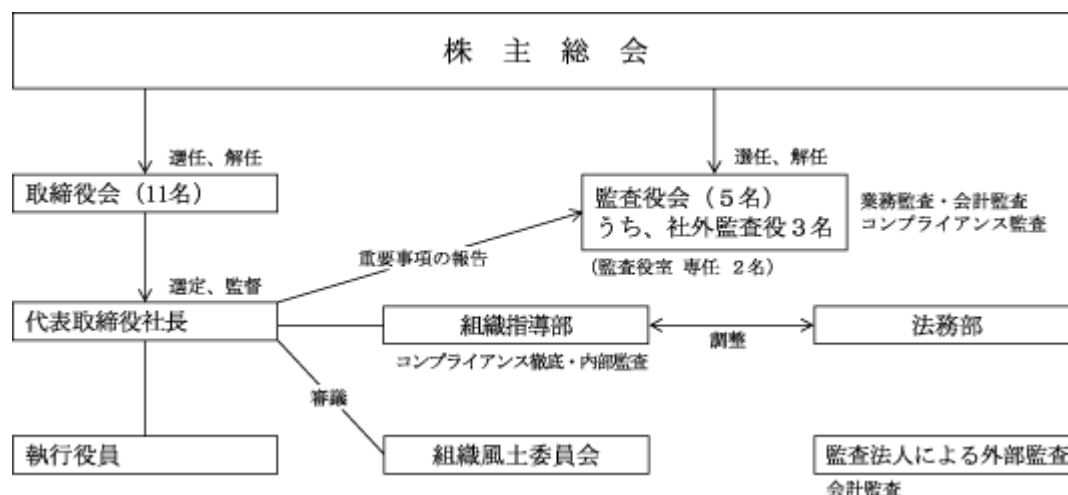 株主総会
選任、解任
選任、解任
取締役会(11名)
監査役会(5名)
うち、社外監査役3名
業務監査・会計監査
コンプライアンス監査
(監査役室 専任 2名)
重要事項の報告
選定、監督
代表取締役社長
組織指導部
調整
法務部
コンプライアンス徹底・内部監査
審議
執行役員
組織風土委員会
監査法人による外部監査
会計監査